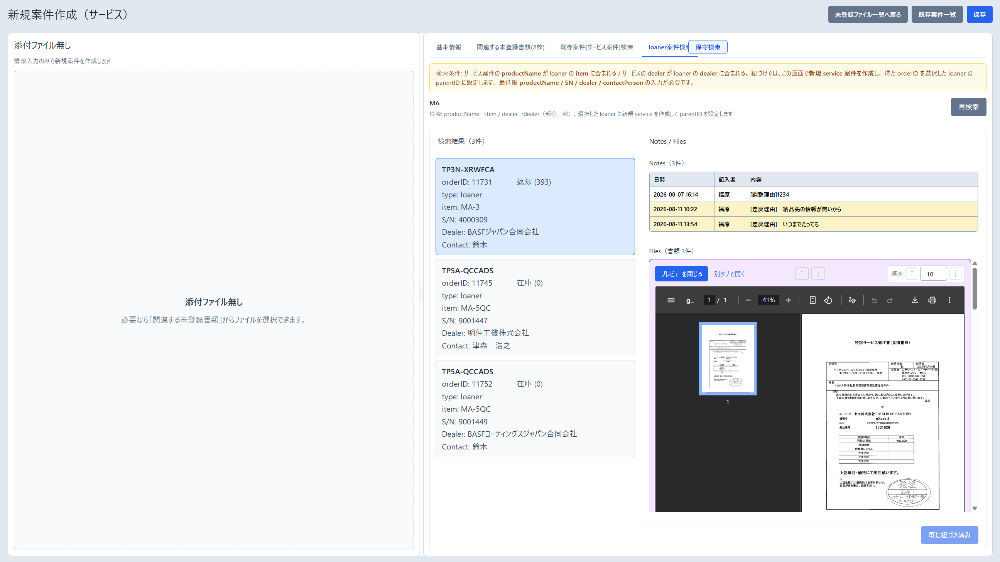 新規案件作成（サービス）
未登録ファイル一覧へ戻る
既存案件一覧
保存
添付ファイル無し
情報入力のみで新規案件を作成します
添付ファイル無し
必要なら「関連する未登録書類」からファイルを選択できます。
基本情報
関連する未登録書類(2枚)
既存案件(サービス案件)検索
loaner案件検索
保守検索
検索条件: サービス案件の productName が loaner の item に含まれる / サービスの dealer が loaner の dealer に含まれる。紐づけでは、この画面で新規 service 案件を作成し、得た orderID を選択した loaner の
parentID に設定します。最低限 productName / SN / dealer / contactPerson の入力が必要です。
MA
検索: productName→item / dealer→dealer（部分一致）。選択した loaner に新規 service を作成して parentID を設定します
再検索
検索結果（3件）
TP3N-XRWFCA
orderID: 11731 返却 (393)
type: loaner
item: MA-3
S/N: 4000309
Dealer: BASFジャパン合同会社
Contact: 鈴木
TP5A-QCCADS
orderID: 11745 在庫 (0)
type: loaner
item: MA-5QC
S/N: 9001447
Dealer: 明伸工機株式会社
Contact: 津森　浩之
TP5A-QCCADS
orderID: 11752 在庫 (0)
type: loaner
item: MA-5QC
S/N: 9001449
Dealer: BASFコーティングスジャパン合同会社
Contact: 鈴木
Notes / Files
Notes（3件）
日時 記入者 内容
2026-08-07 16:14 福原 [調整理由]1234
2026-08-11 10:22 福原 [差戻理由]　納品先の情報が無いから
2026-08-11 13:54 福原 [差戻理由]　いつまでたっても
Files（書類 3件）
プレビューを閉じる
別タブで開く
↑ ↓
順序 ↑ 10 ↓
g.. 1 / 1 41%
1
特別サービス発注書(見積書無)
送信先
ビデオジェット・エックスライト株式会社
エックスライトサービスセンター 御中
送信枚数
1枚
送信日
2026年7月10日
送信者 ムサシ・フィールド・サポート(株)
東京カスタマーセンター
TEL 0120-084-634
FAX 03-3546-7792
件名
エックスライト社製測定器修理発注書送付の件
拝啓
毎々格別のお引き立てに預かり、誠にありがたくお礼申し上げます。
下記の通り書類を送付致しますので、ご査収下さいますようお願い致します。
敬具
記
ユーザー名 セキ株式会社 SEKI BLUE FACTORY
機種名 eXact 2
S/N EX2PXRP182D88032328
発注番号 1731926
見積り項目 価格
再校正価格 ¥82,200
修理価格
代替機レンタル
アクセサリ()
アクセサリ()
アクセサリ()
上記項目・価格にて発注願います。
※
上記金額には消費税は含まれません。
変更がある場合、返送下さい。
発注
ムサシ・フィールド・サポート㈱
コールセンター
既に紐づき済み